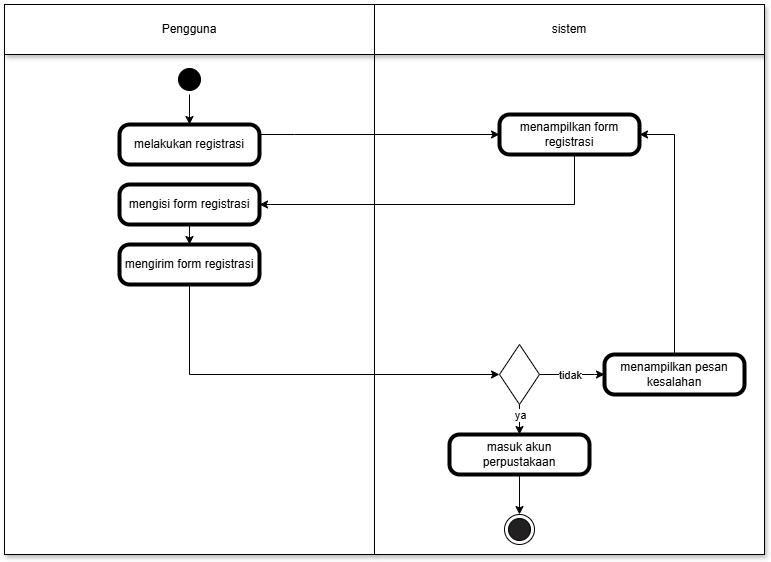 Pengguna
sistem
melakukan registrasi
menampilkan form
registrasi
mengisi form registrasi
mengirim form registrasi
tidak
menampilkan pesan
kesalahan
ya
masuk akun
perpustakaan